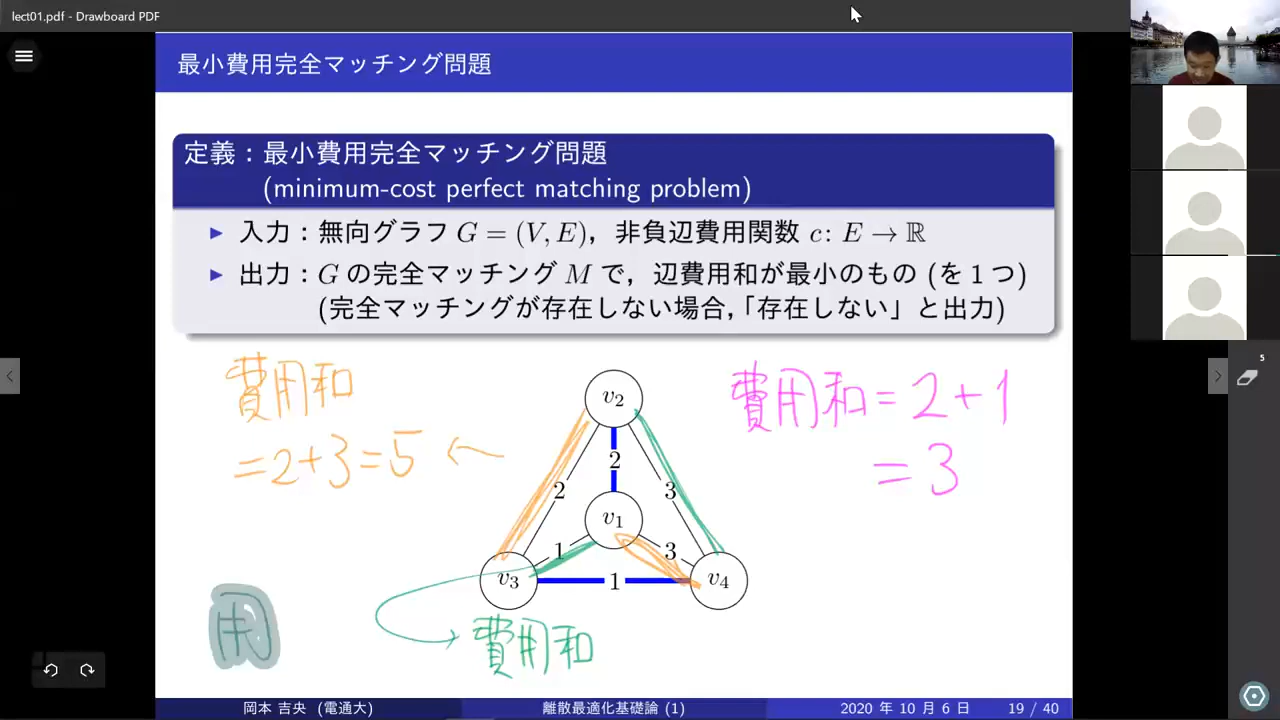 lect01.pdf - Drawboard PDF
最小費用完全マッチング問題
定義：最小費用完全マッチング問題
(minimum-cost perfect matching problem)
入力：無向グラフ G = (V, E)，非負辺費用関数 c: E → ℝ
出力：G の完全マッチング M で，辺費用和が最小のもの (を 1 つ)
(完全マッチングが存在しない場合，「存在しない」と出力)
費用和
=2+3=5
費用和=2+1
=3
v2
2
2
3
v1
1
3
v3
1
v4
費用和
用
5
岡本 吉央 (電通大)
離散最適化基礎論 (1)
2020 年 10 月 6 日
19 / 40